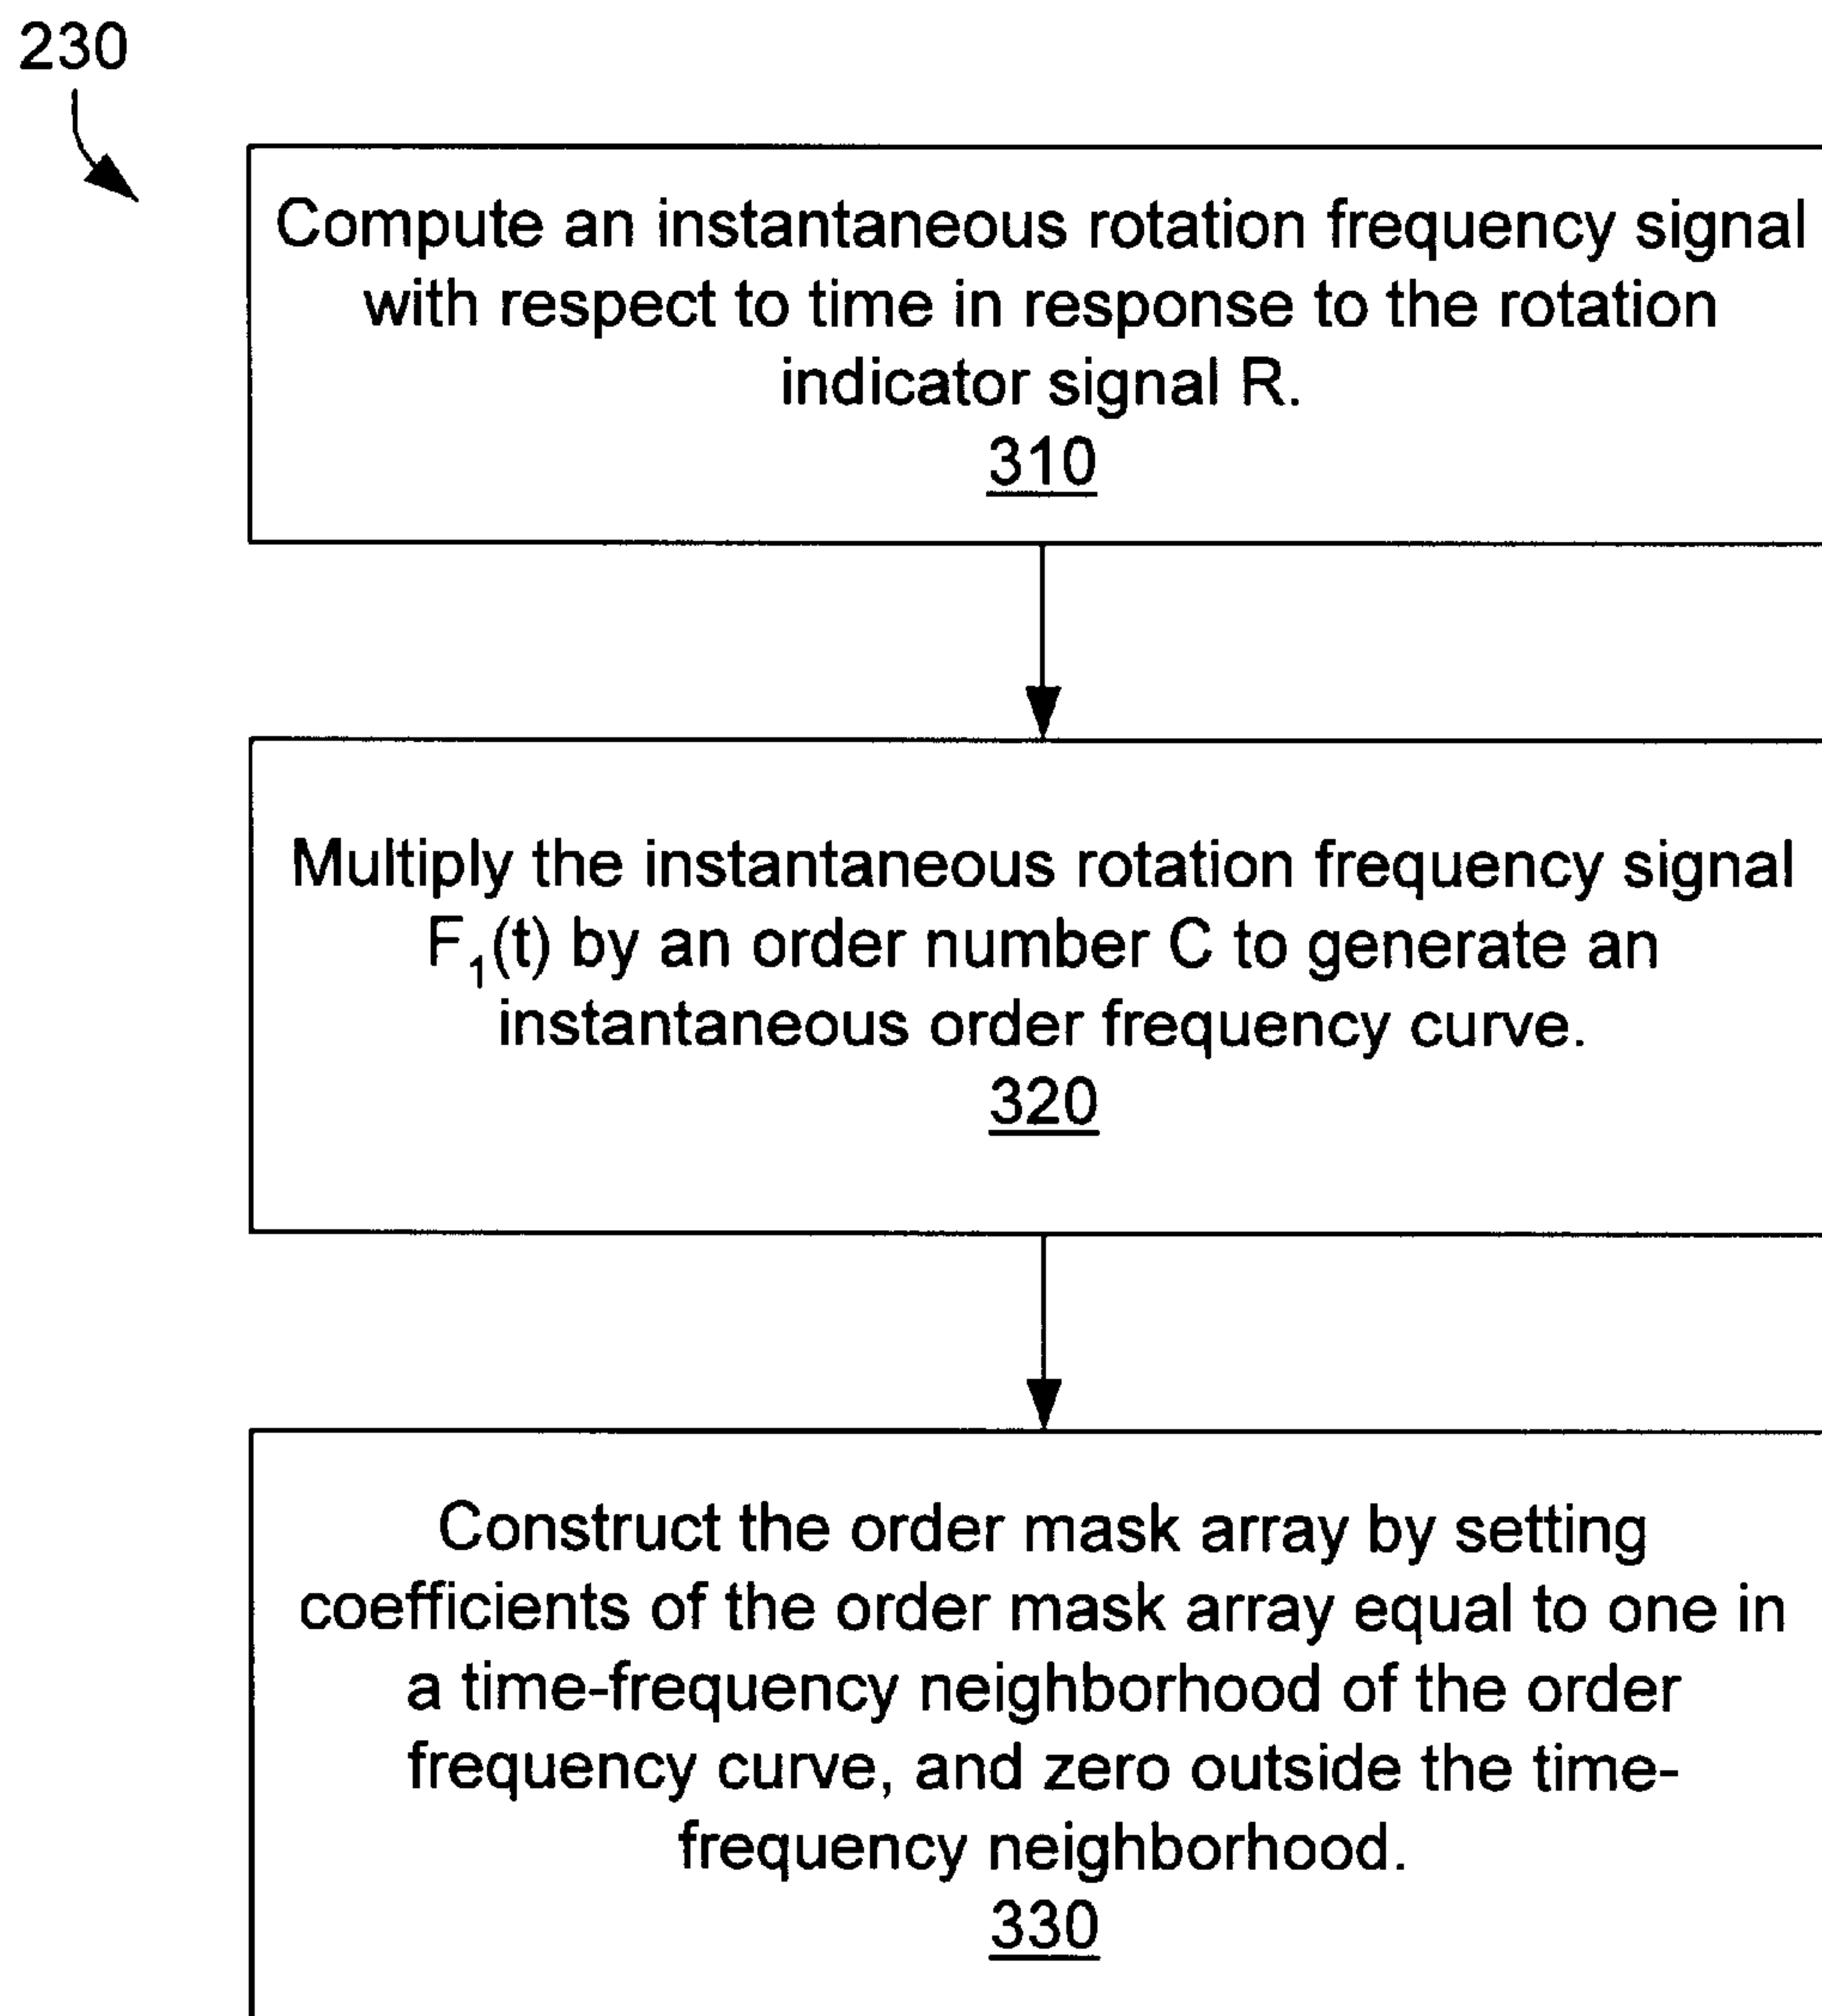 230
Compute an instantaneous rotation frequency signal
with respect to time in response to the rotation
indicator signal R.
310
Multiply the instantaneous rotation frequency signal
F₁(t) by an order number C to generate an
instantaneous order frequency curve.
320
Construct the order mask array by setting
coefficients of the order mask array equal to one in
a time-frequency neighborhood of the order
frequency curve, and zero outside the time-
frequency neighborhood.
330